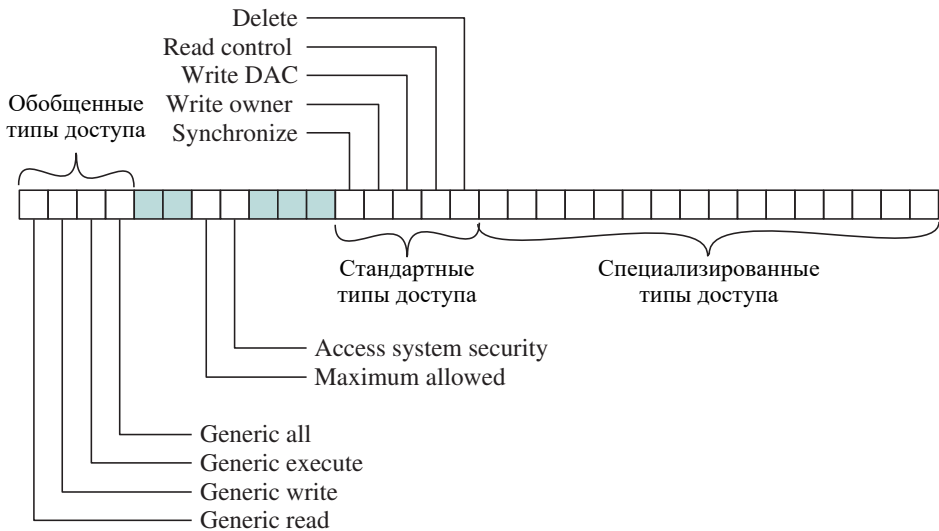 Delete
Read control
Write DAC
Write owner
Synchronize
Обобщенные
типы доступа
Стандартные
типы доступа
Специализированные
типы доступа
Access system security
Maximum allowed
Generic all
Generic execute
Generic write
Generic read